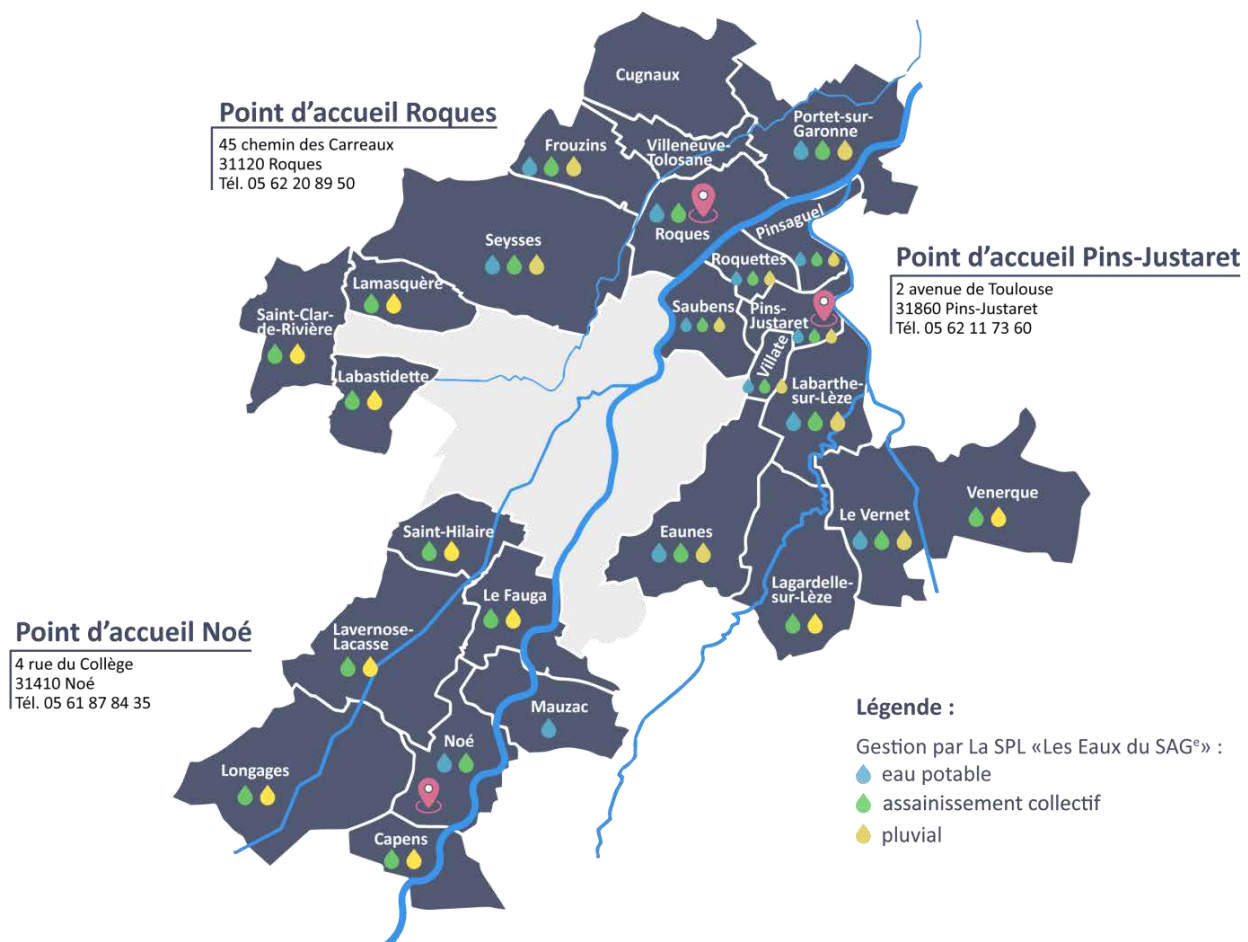 Cugnaux
Point d'accueil Roques
45 chemin des Carreaux
31120 Roques
Tél. 05 62 20 89 50
Portet-sur-
Garonne
Frouzins
Villeneuve-
Tolosane
Roques
Pinsaguel
Seysses
Roquettes
Point d'accueil Pins-Justaret
2 avenue de Toulouse
31860 Pins-Justaret
Tél. 05 62 11 73 60
Lamasquère
Saint-Clar-
de-Rivière
Saubens
Pins-
Justaret
Villate
Labastidette
Labarthe-
sur-Lèze
Venerque
Le Vernet
Saint-Hilaire
Eaunes
Lagardelle-
sur-Lèze
Le Fauga
Point d'accueil Noé
4 rue du Collège
31410 Noé
Tél. 05 61 87 84 35
Lavernose-
Lacasse
Mauzac
Noé
Longages
Capens
Légende :
Gestion par La SPL «Les Eaux du SAGᵉ» :
eau potable
assainissement collectif
pluvial